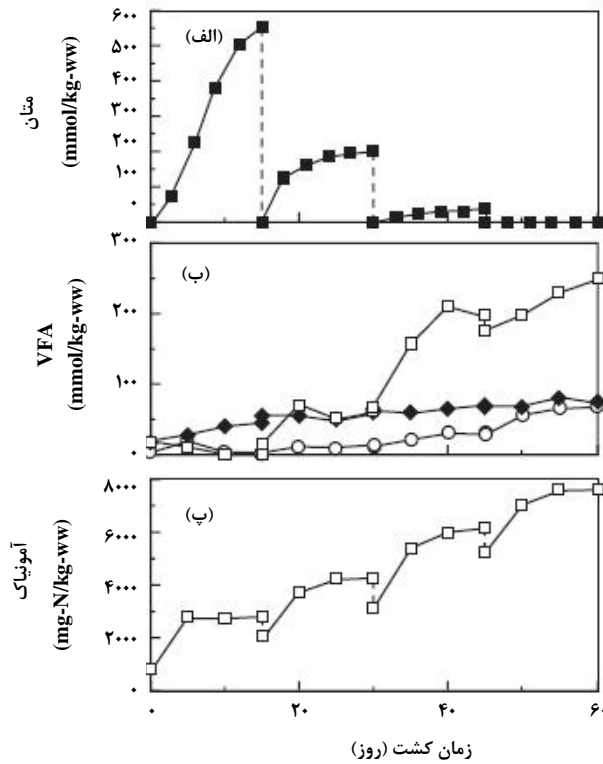 (الف)
۶۰۰
۵۰۰
۴۰۰
۳۰۰
۲۰۰
۱۰۰
۰
متان
(mmol/kg-ww)
(ب)
۳۰۰
۲۰۰
۱۰۰
۰
VFA
(mmol/kg-ww)
(پ)
۸۰۰۰
۶۰۰۰
۴۰۰۰
۲۰۰۰
۰
آمونیاک
(mg-N/kg-ww)
۰ ۲۰ ۴۰ ۶۰
زمان کشت (روز)